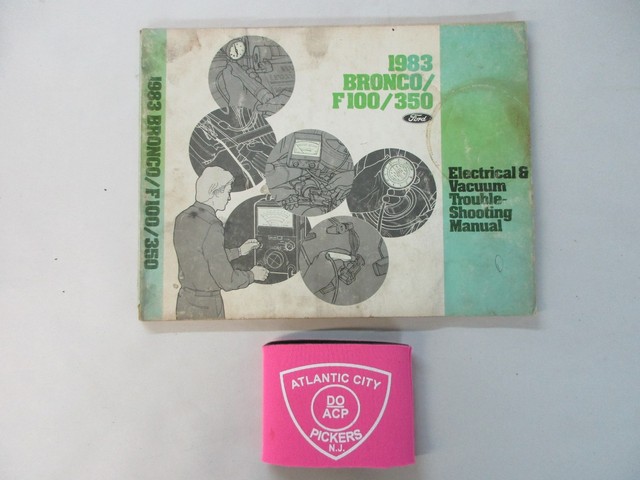 1983
BRONCO/
F100/350
Ford
Electrical &
Vacuum
Trouble-
Shooting
Manual
1983 BRONCO/F100/350
ATLANTIC CITY
DO
ACP
PICKERS
N.J.